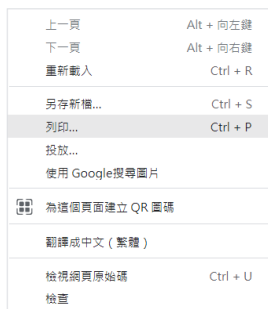 上一頁 Alt + 向左鍵
下一頁 Alt + 向右鍵
重新載入 Ctrl + R
另存新檔... Ctrl + S
列印... Ctrl + P
投放...
使用 Google搜尋圖片
為這個頁面建立 QR 圖碼
翻譯成中文 ( 繁體 )
檢視網頁原始碼 Ctrl + U
檢查